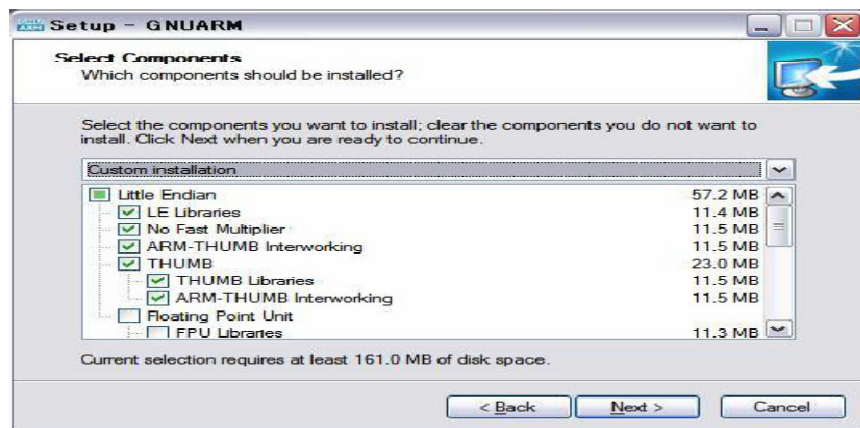 Setup - GNUARM
Select Components
Which components should be installed?
Select the components you want to install; clear the components you do not want to
install. Click Next when you are ready to continue.
Custom installation
Little Endian 57.2 MB
LE Libraries 11.4 MB
No Fast Multiplier 11.5 MB
ARM-THUMB Interworking 11.5 MB
THUMB 23.0 MB
THUMB Libraries 11.5 MB
ARM-THUMB Interworking 11.5 MB
Floating Point Unit
FPU Libraries 11.3 MB
Current selection requires at least 161.0 MB of disk space.
< Back Next > Cancel